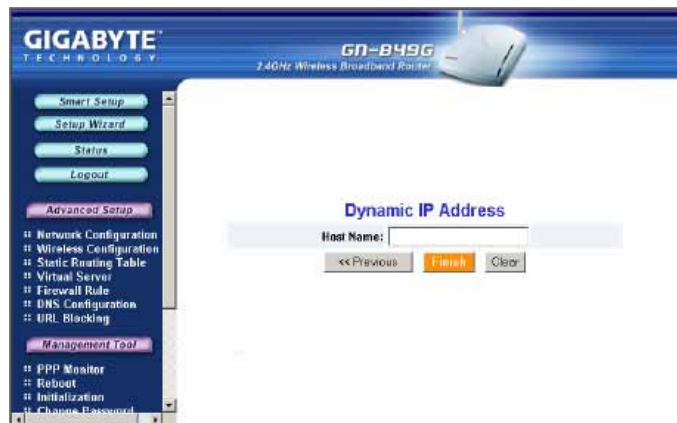 GIGABYTE
TECHNOLOGY
GN-B49G
2.4GHz Wireless Broadband Router
Smart Setup
Setup Wizard
Status
Logout
Advanced Setup
Network Configuration
Wireless Configuration
Static Routing Table
Virtual Server
Firewall Rule
DNS Configuration
URL Blocking
Management Tool
PPP Monitor
Reboot
Initialization
Change Password
Dynamic IP Address
Host Name:
<< Previous
Finish
Clear